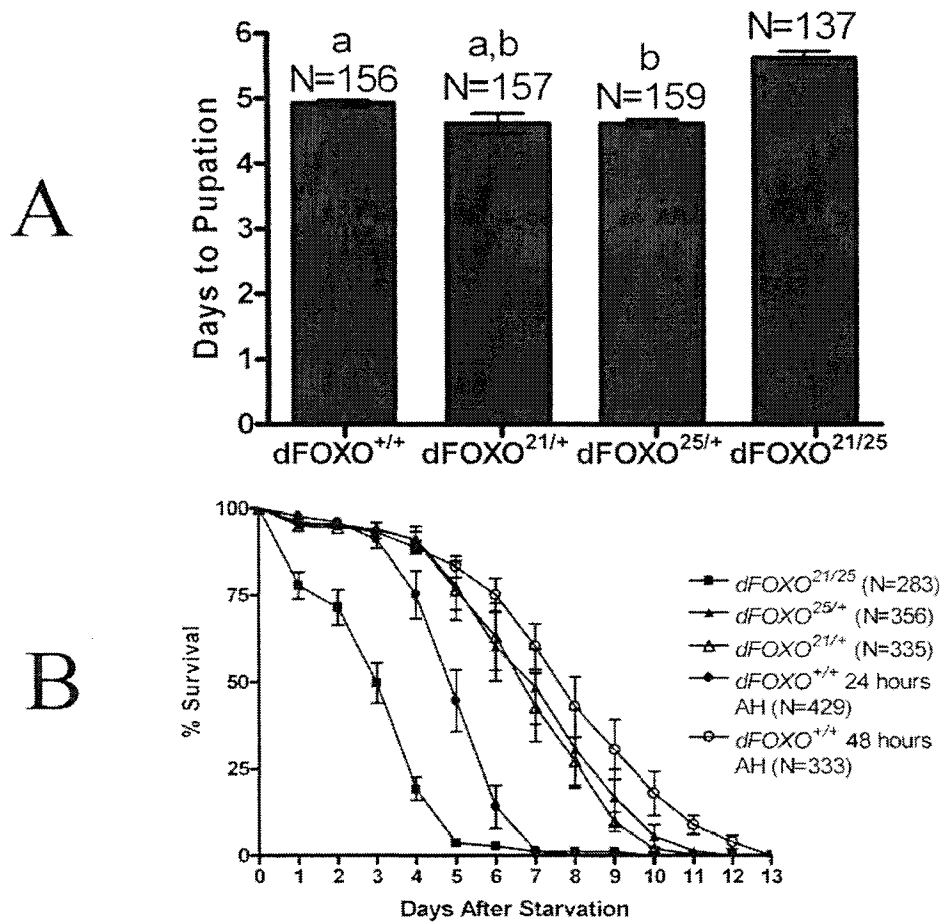 A
6
5
4
3
2
1
0
Days to Pupation
a
N=156
a,b
N=157
b
N=159
N=137
dFOXO+/+
dFOXO21/+
dFOXO25/+
dFOXO21/25
B
100
75
50
25
0
% Survival
0 1 2 3 4 5 6 7 8 9 10 11 12 13
Days After Starvation
dFOXO21/25 (N=283)
dFOXO25/+ (N=356)
dFOXO21/+ (N=335)
dFOXO+/+ 24 hours
AH (N=429)
dFOXO+/+ 48 hours
AH (N=333)